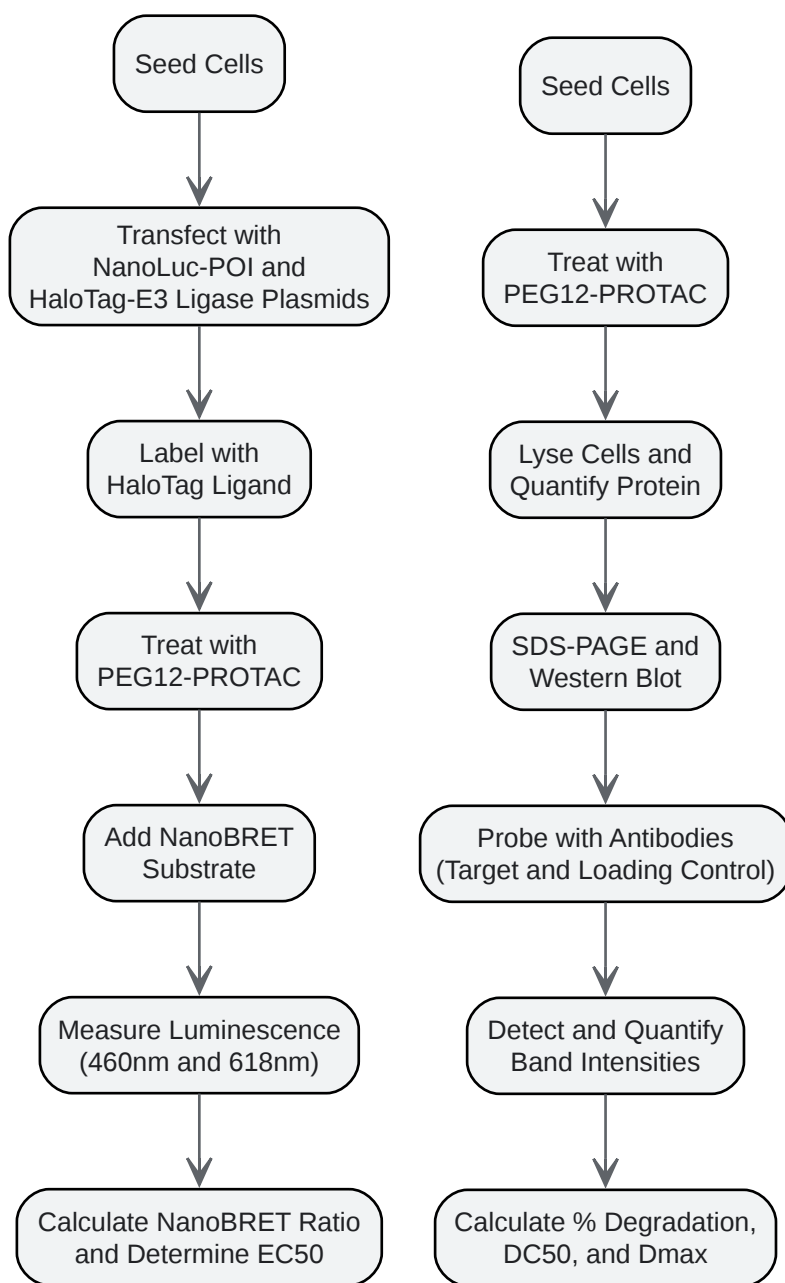 Seed Cells
Transfect with
NanoLuc-POI and
HaloTag-E3 Ligase Plasmids
Label with
HaloTag Ligand
Treat with
PEG12-PROTAC
Add NanoBRET
Substrate
Measure Luminescence
(460nm and 618nm)
Calculate NanoBRET Ratio
and Determine EC50
Seed Cells
Treat with
PEG12-PROTAC
Lyse Cells and
Quantify Protein
SDS-PAGE and
Western Blot
Probe with Antibodies
(Target and Loading Control)
Detect and Quantify
Band Intensities
Calculate % Degradation,
DC50, and Dmax